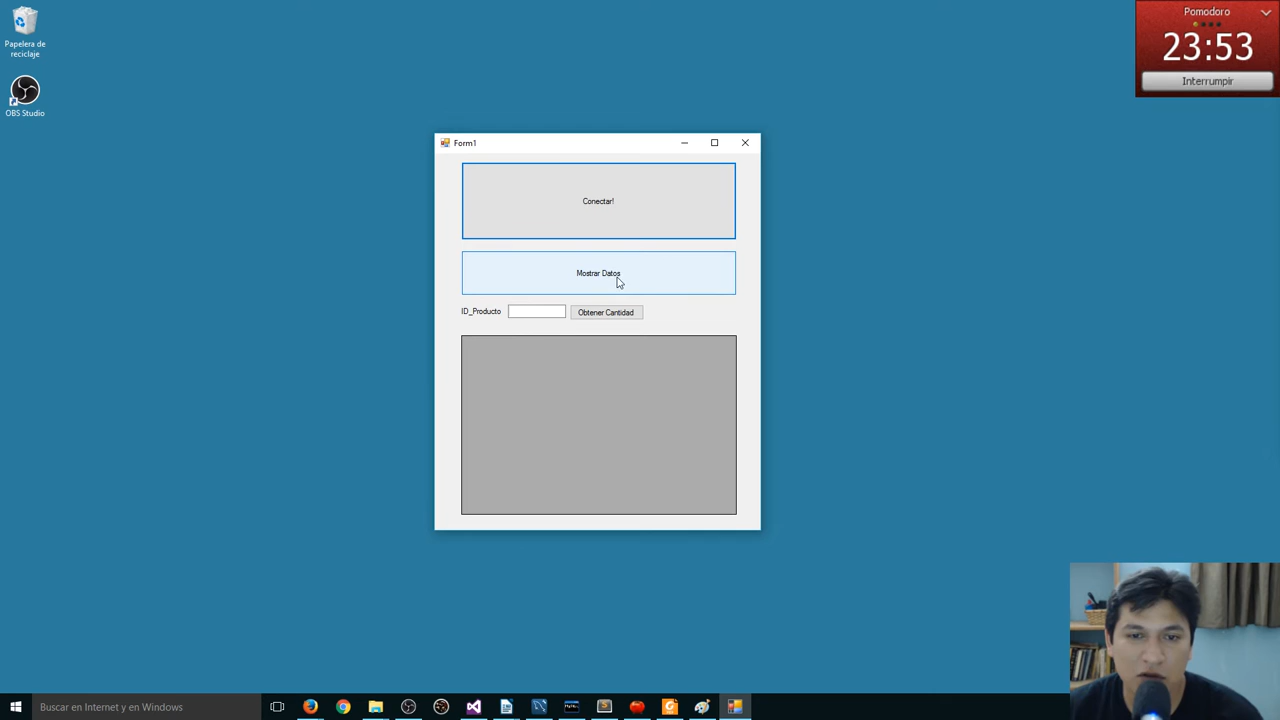 Papelera de
reciclaje
OBS Studio
Pomodoro
23:53
Interrumpir
Form1
Conectar!
Mostrar Datos
ID_Producto
Obtener Cantidad
Buscar en Internet y en Windows